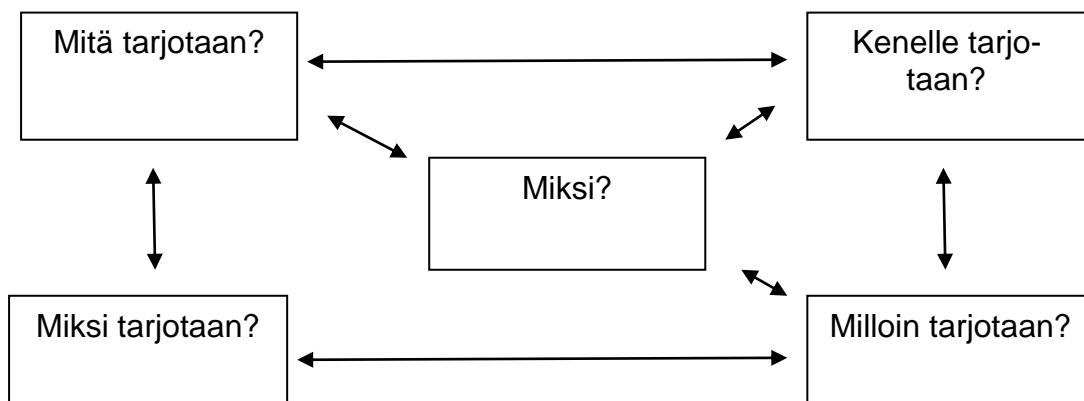 Mitä tarjotaan?
Kenelle tarjo-
taan?
Miksi?
Miksi tarjotaan?
Milloin tarjotaan?